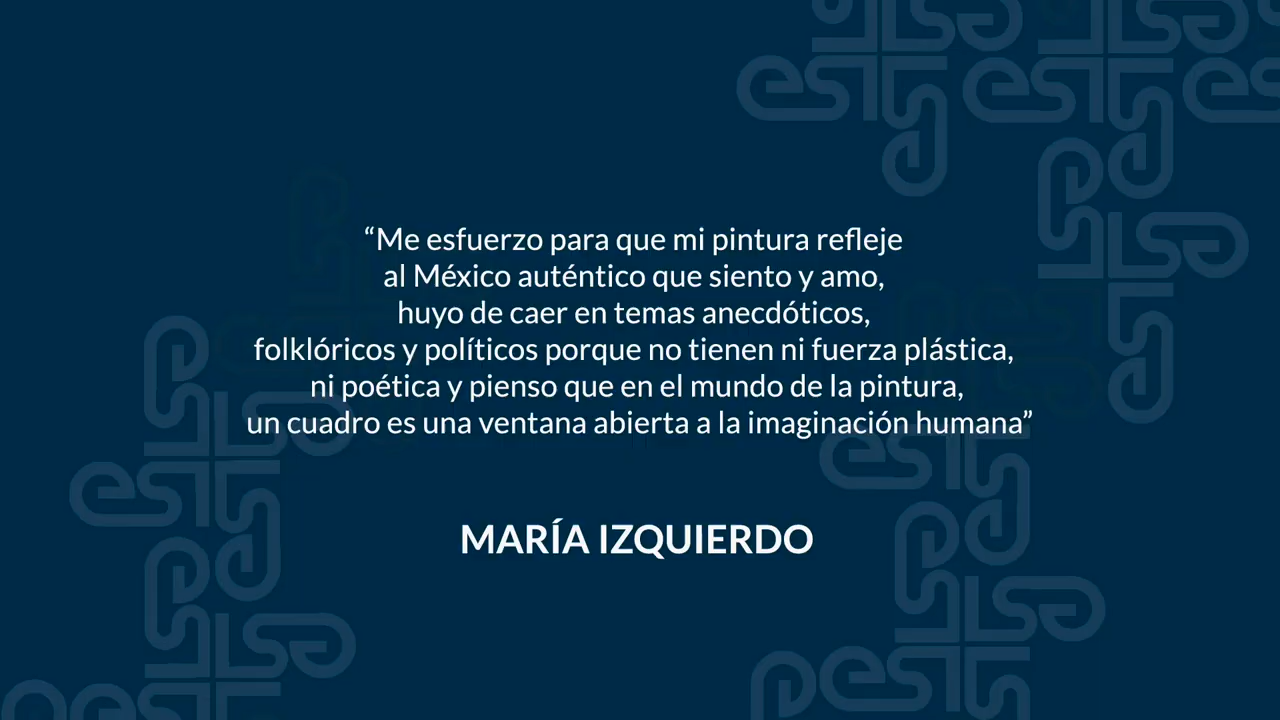 “Me esfuerzo para que mi pintura refleje
al México auténtico que siento y amo,
huyo de caer en temas anecdóticos,
folklóricos y políticos porque no tienen ni fuerza plástica,
ni poética y pienso que en el mundo de la pintura,
un cuadro es una ventana abierta a la imaginación humana”
MARÍA IZQUIERDO